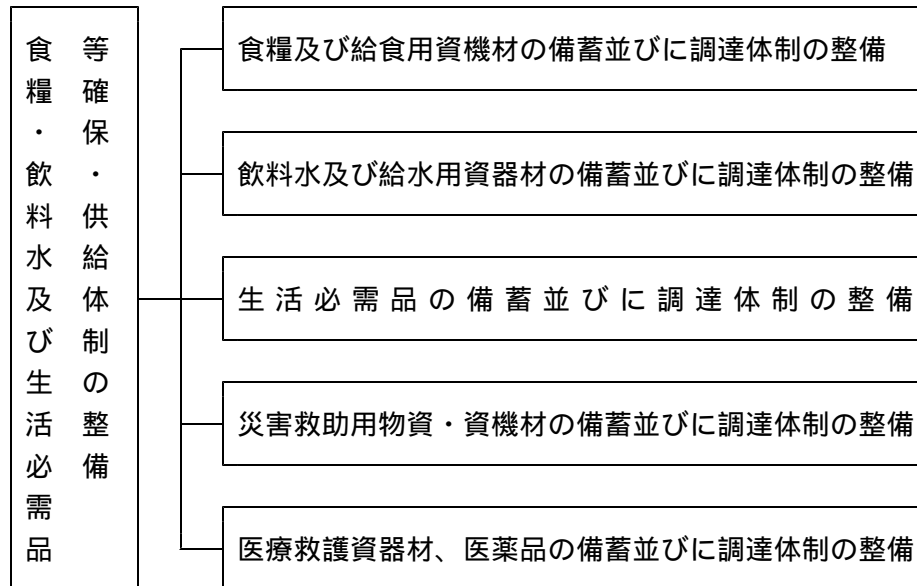 食糧・飲料水及び生活必需品
等確保・供給体制の整備
食糧及び給食用資機材の備蓄並びに調達体制の整備
飲料水及び給水用資器材の備蓄並びに調達体制の整備
生活必需品の備蓄並びに調達体制の整備
災害救助用物資・資機材の備蓄並びに調達体制の整備
医療救護資器材、医薬品の備蓄並びに調達体制の整備